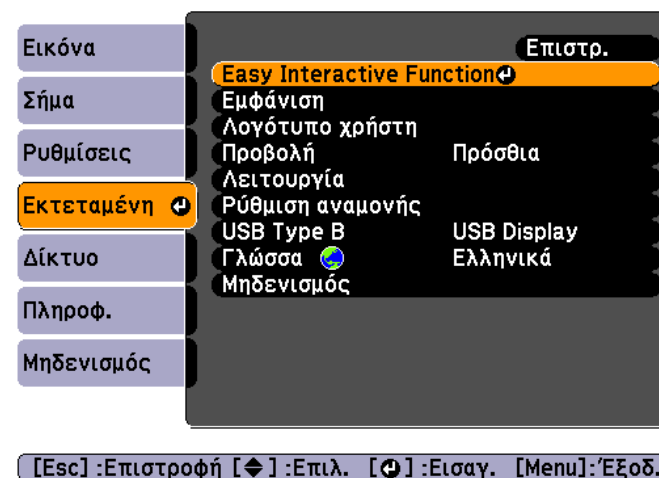 Εικόνα
Σήμα
Ρυθμίσεις
Εκτεταμένη
Δίκτυο
Πληροφ.
Μηδενισμός
Επιστρ.
Easy Interactive Function
Εμφάνιση
Λογότυπο χρήστη
Προβολή Πρόσθια
Λειτουργία
Ρύθμιση αναμονής
USB Type B USB Display
Γλώσσα Ελληνικά
Μηδενισμός
[Esc] :Επιστροφή [ ] :Επιλ. [ ] :Εισαγ. [Menu]:Έξοδ.